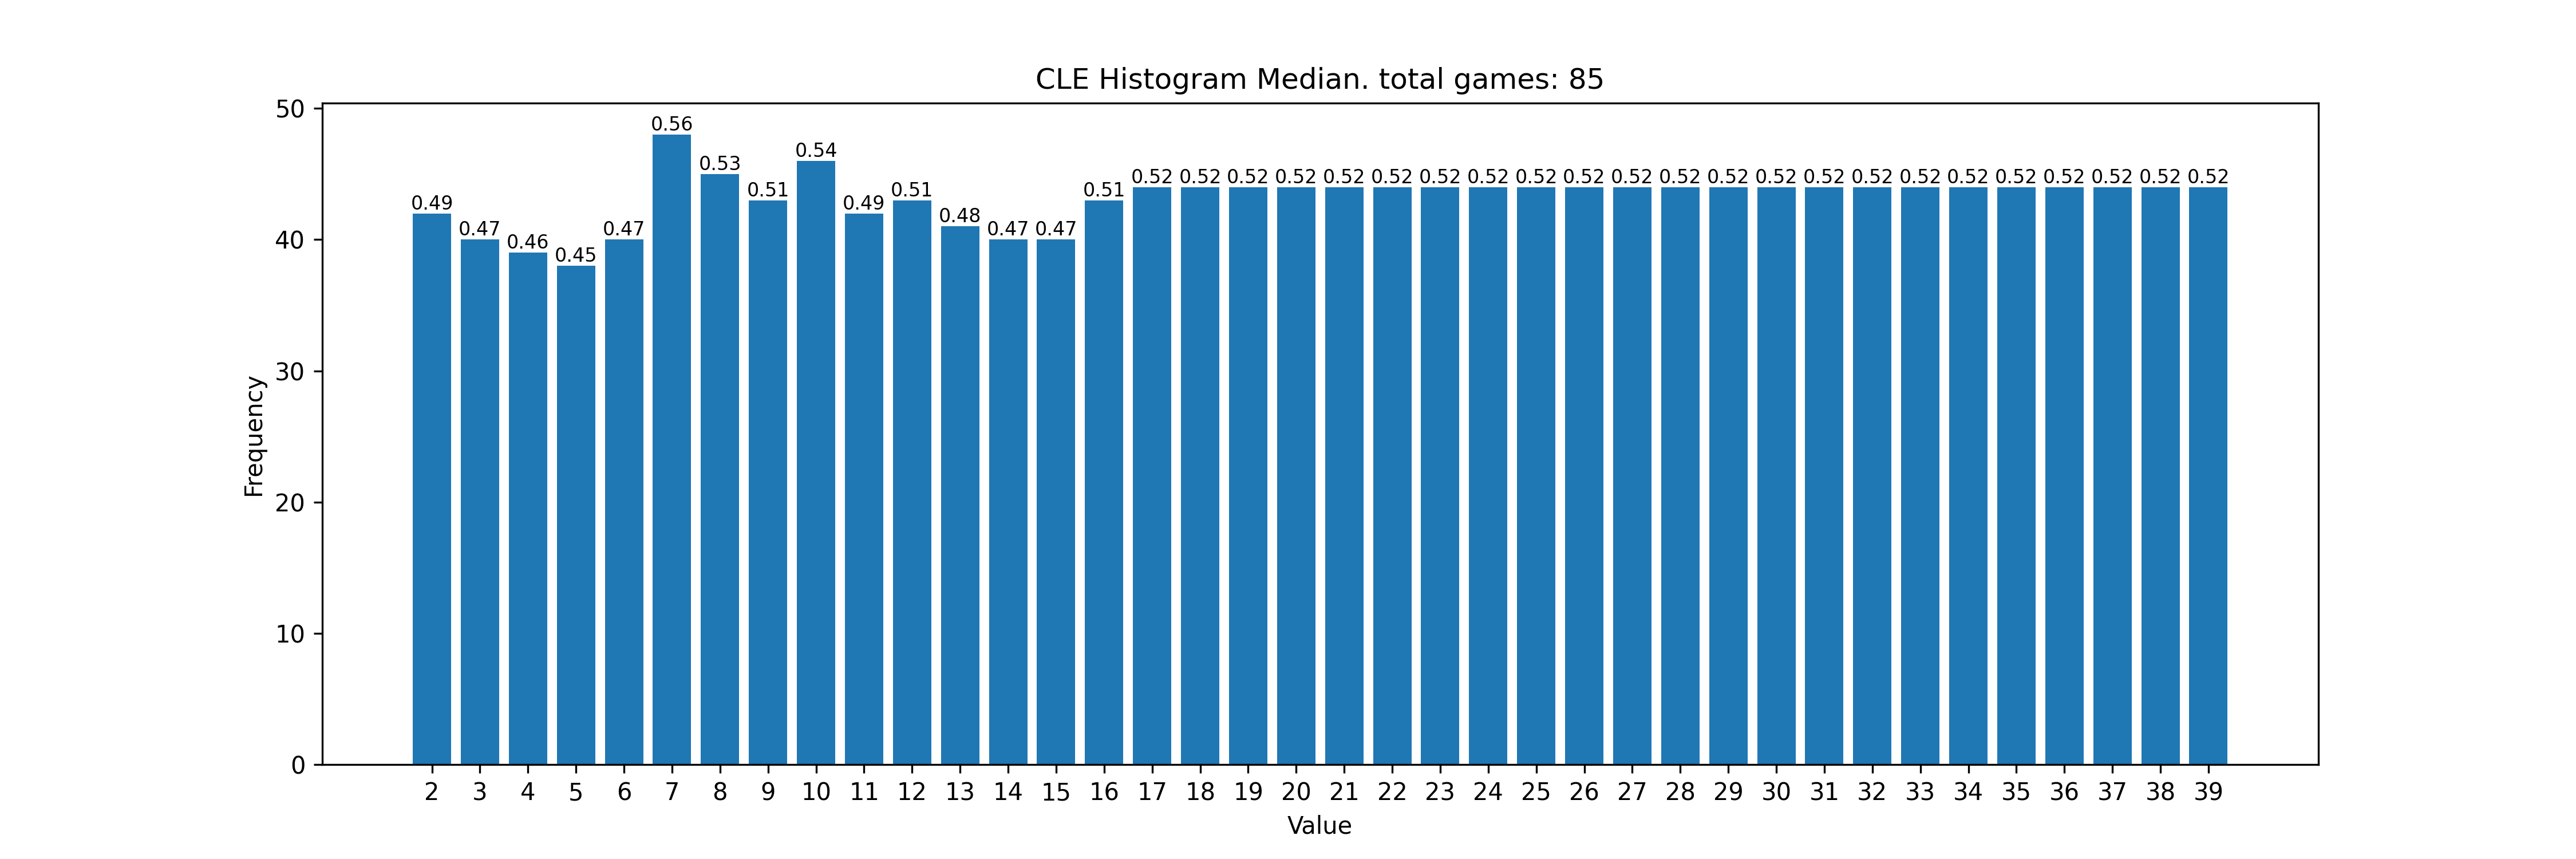 CLE Histogram Median. total games: 85
50
40
30
20
10
0
Frequency
0.49 0.47 0.46 0.45 0.47 0.56 0.53 0.51 0.54 0.49 0.51 0.48 0.47 0.47 0.51 0.52 0.52 0.52 0.52 0.52 0.52 0.52 0.52 0.52 0.52 0.52 0.52 0.52 0.52 0.52 0.52 0.52 0.52 0.52 0.52 0.52 0.52 0.52
2 3 4 5 6 7 8 9 10 11 12 13 14 15 16 17 18 19 20 21 22 23 24 25 26 27 28 29 30 31 32 33 34 35 36 37 38 39
Value